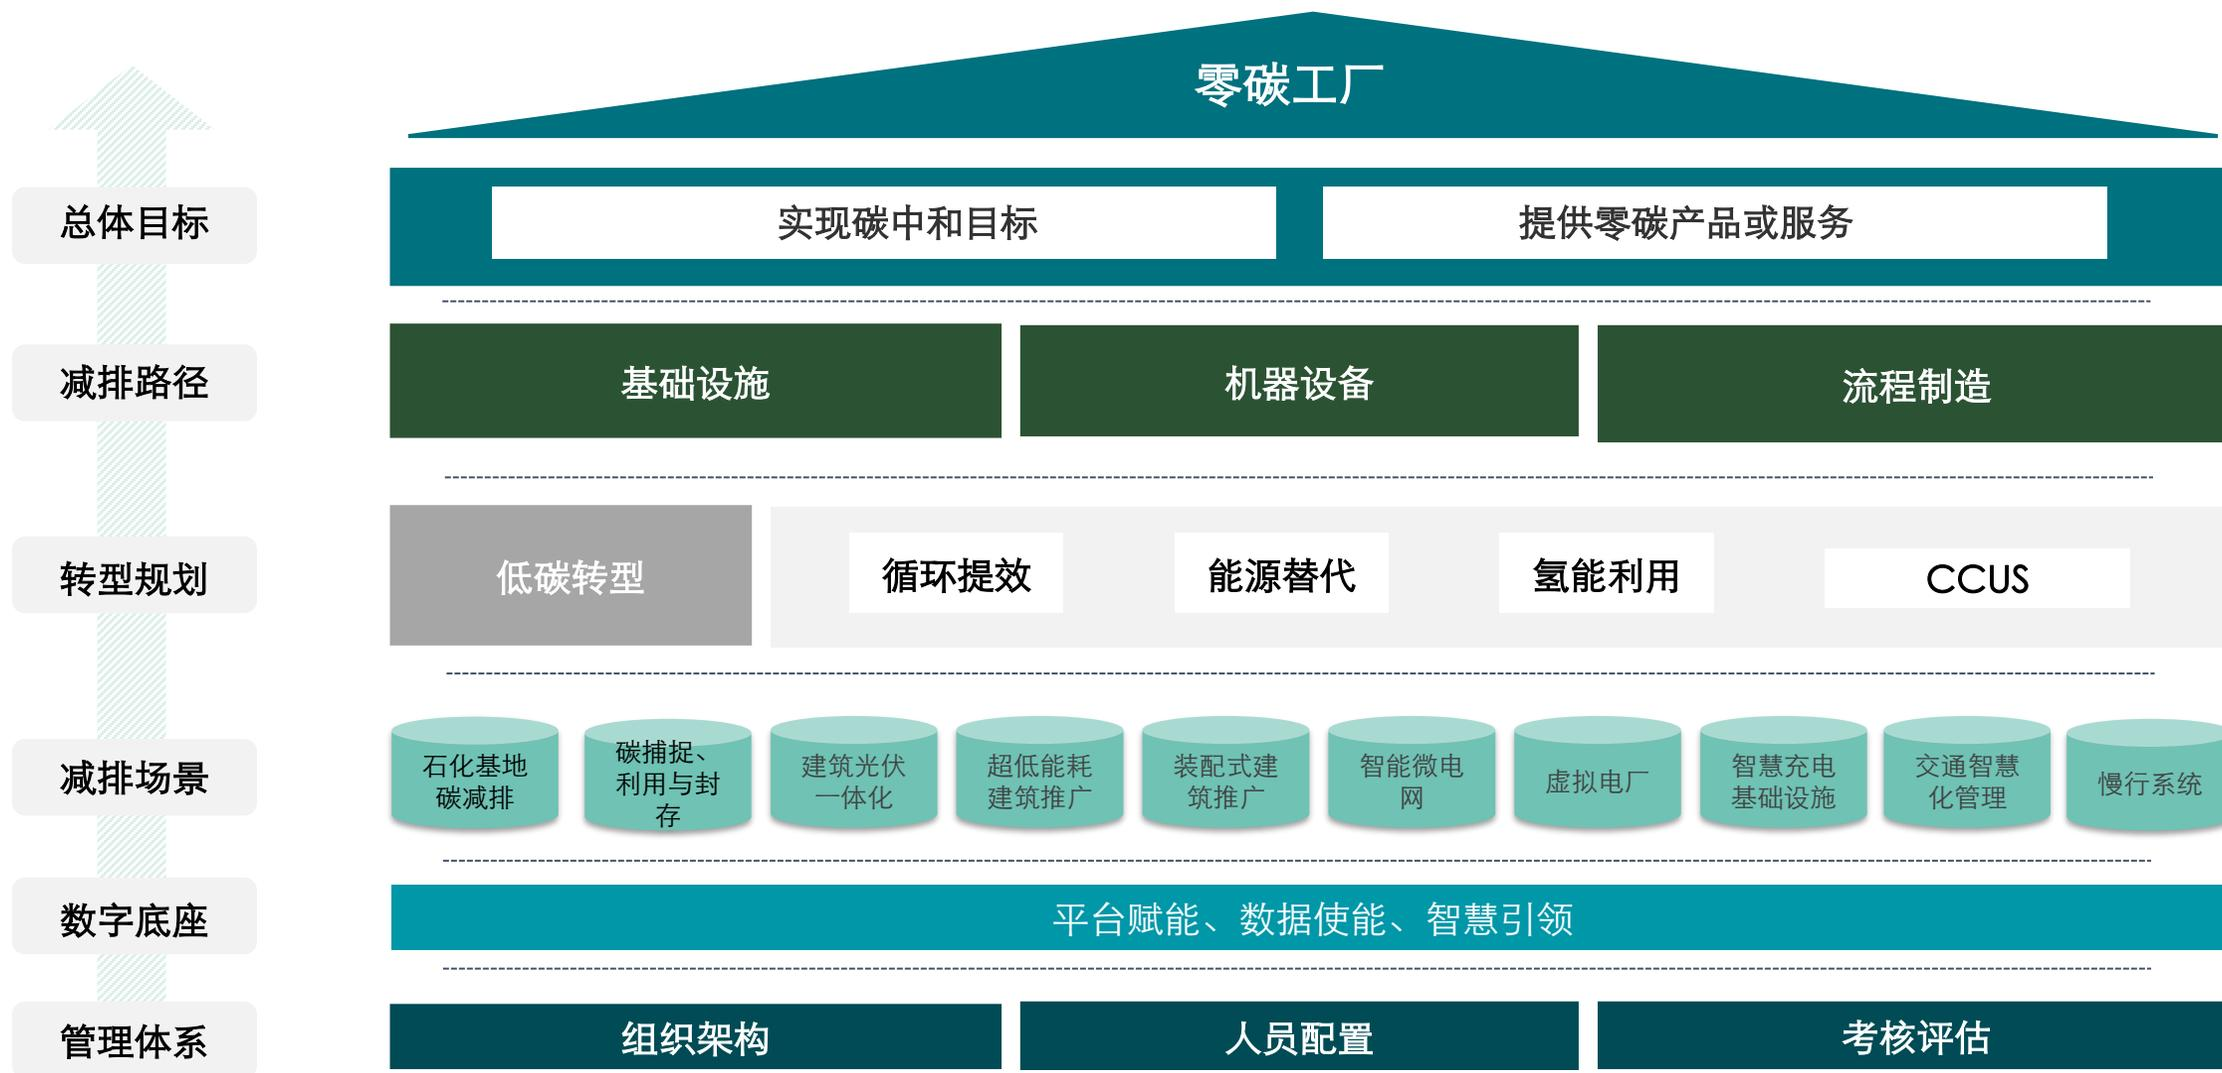 零碳工厂
总体目标
实现碳中和目标
提供零碳产品或服务
减排路径
基础设施
机器设备
流程制造
转型规划
低碳转型
循环提效
能源替代
氢能利用
CCUS
减排场景
石化基地
碳减排
碳捕捉、
利用与封
存
建筑光伏
一体化
超低能耗
建筑推广
装配式建
筑推广
智能微电
网
虚拟电厂
智慧充电
基础设施
交通智慧
化管理
慢行系统
数字底座
平台赋能、数据使能、智慧引领
管理体系
组织架构
人员配置
考核评估